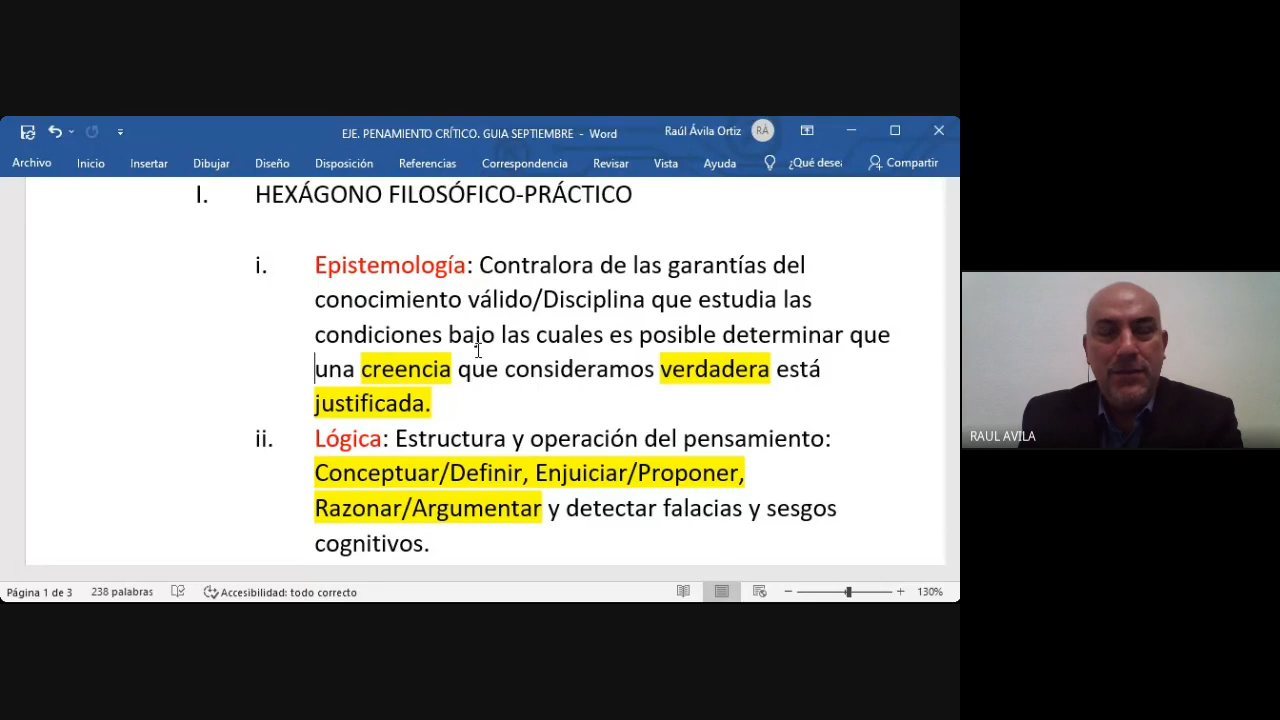 EJE. PENAMIENTO CRÍTICO. GUIA SEPTIEMBRE - Word
Raúl Ávila Ortiz
RÁ
Archivo Inicio Insertar Dibujar Diseño Disposición Referencias Correspondencia Revisar Vista Ayuda ¿Qué dese Compartir
I. HEXÁGONO FILOSÓFICO-PRÁCTICO
i. Epistemología: Contralora de las garantías del
conocimiento válido/Disciplina que estudia las
condiciones bajo las cuales es posible determinar que
una creencia que consideramos verdadera está
justificada.
ii. Lógica: Estructura y operación del pensamiento:
Conceptuar/Definir, Enjuiciar/Proponer,
Razonar/Argumentar y detectar falacias y sesgos
cognitivos.
RAUL AVILA
Página 1 de 3 238 palabras Accesibilidad: todo correcto 130%